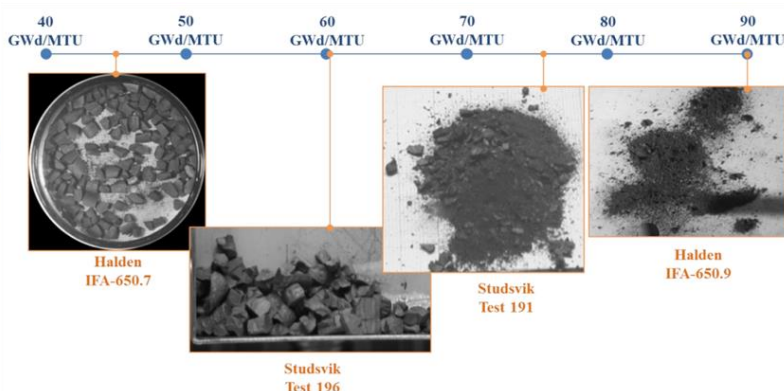 40
GWd/MTU
50
GWd/MTU
60
GWd/MTU
70
GWd/MTU
80
GWd/MTU
90
GWd/MTU
Halden
IFA-650.7
Studsvik
Test 196
Studsvik
Test 191
Halden
IFA-650.9